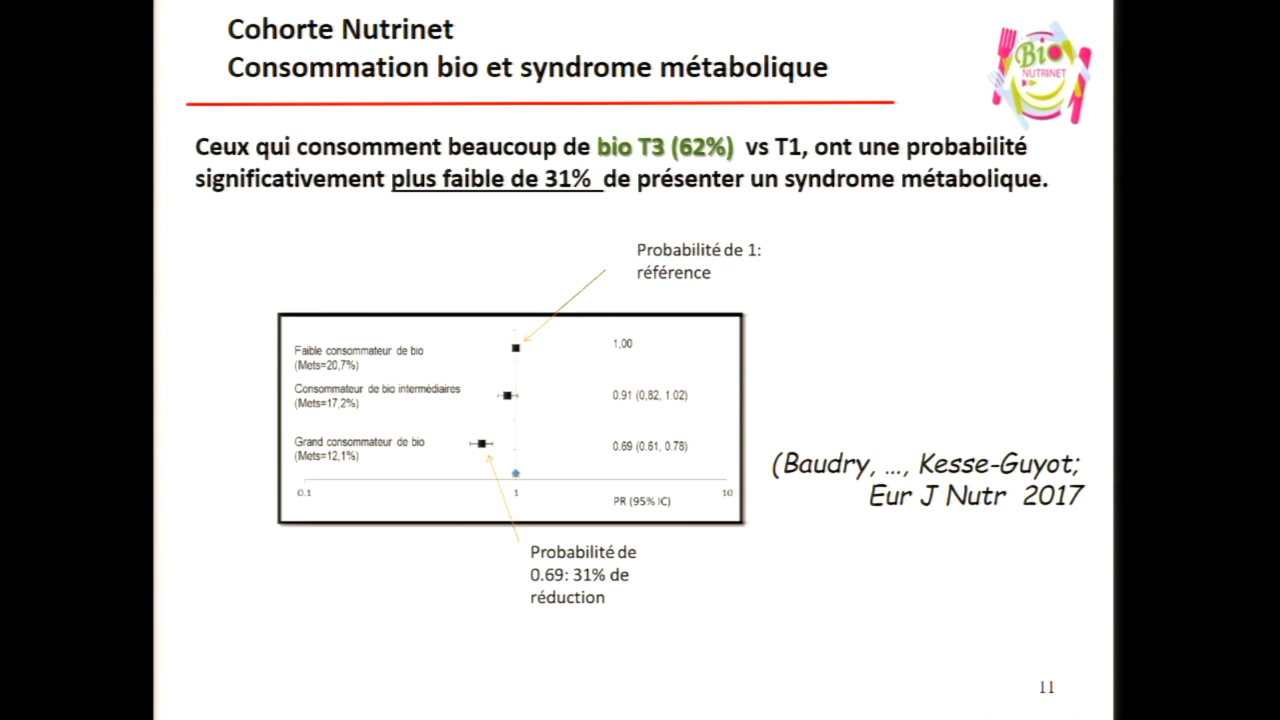 Cohorte Nutrinet
Consommation bio et syndrome métabolique
Bio
NUTRINET
Ceux qui consomment beaucoup de bio T3 (62%) vs T1, ont une probabilité
significativement plus faible de 31% de présenter un syndrome métabolique.
Probabilité de 1:
référence
Faible consommateur de bio
(Mets=20,7%)
1,00
Consommateur de bio intermédiaires
(Mets=17,2%)
0.91 (0,82, 1.02)
Grand consommateur de bio
(Mets=12,1%)
0.69 (0.61, 0.78)
0.1
1
10
PR (95% IC)
(Baudry, ..., Kesse-Guyot;
Eur J Nutr 2017
Probabilité de
0.69: 31% de
réduction
11